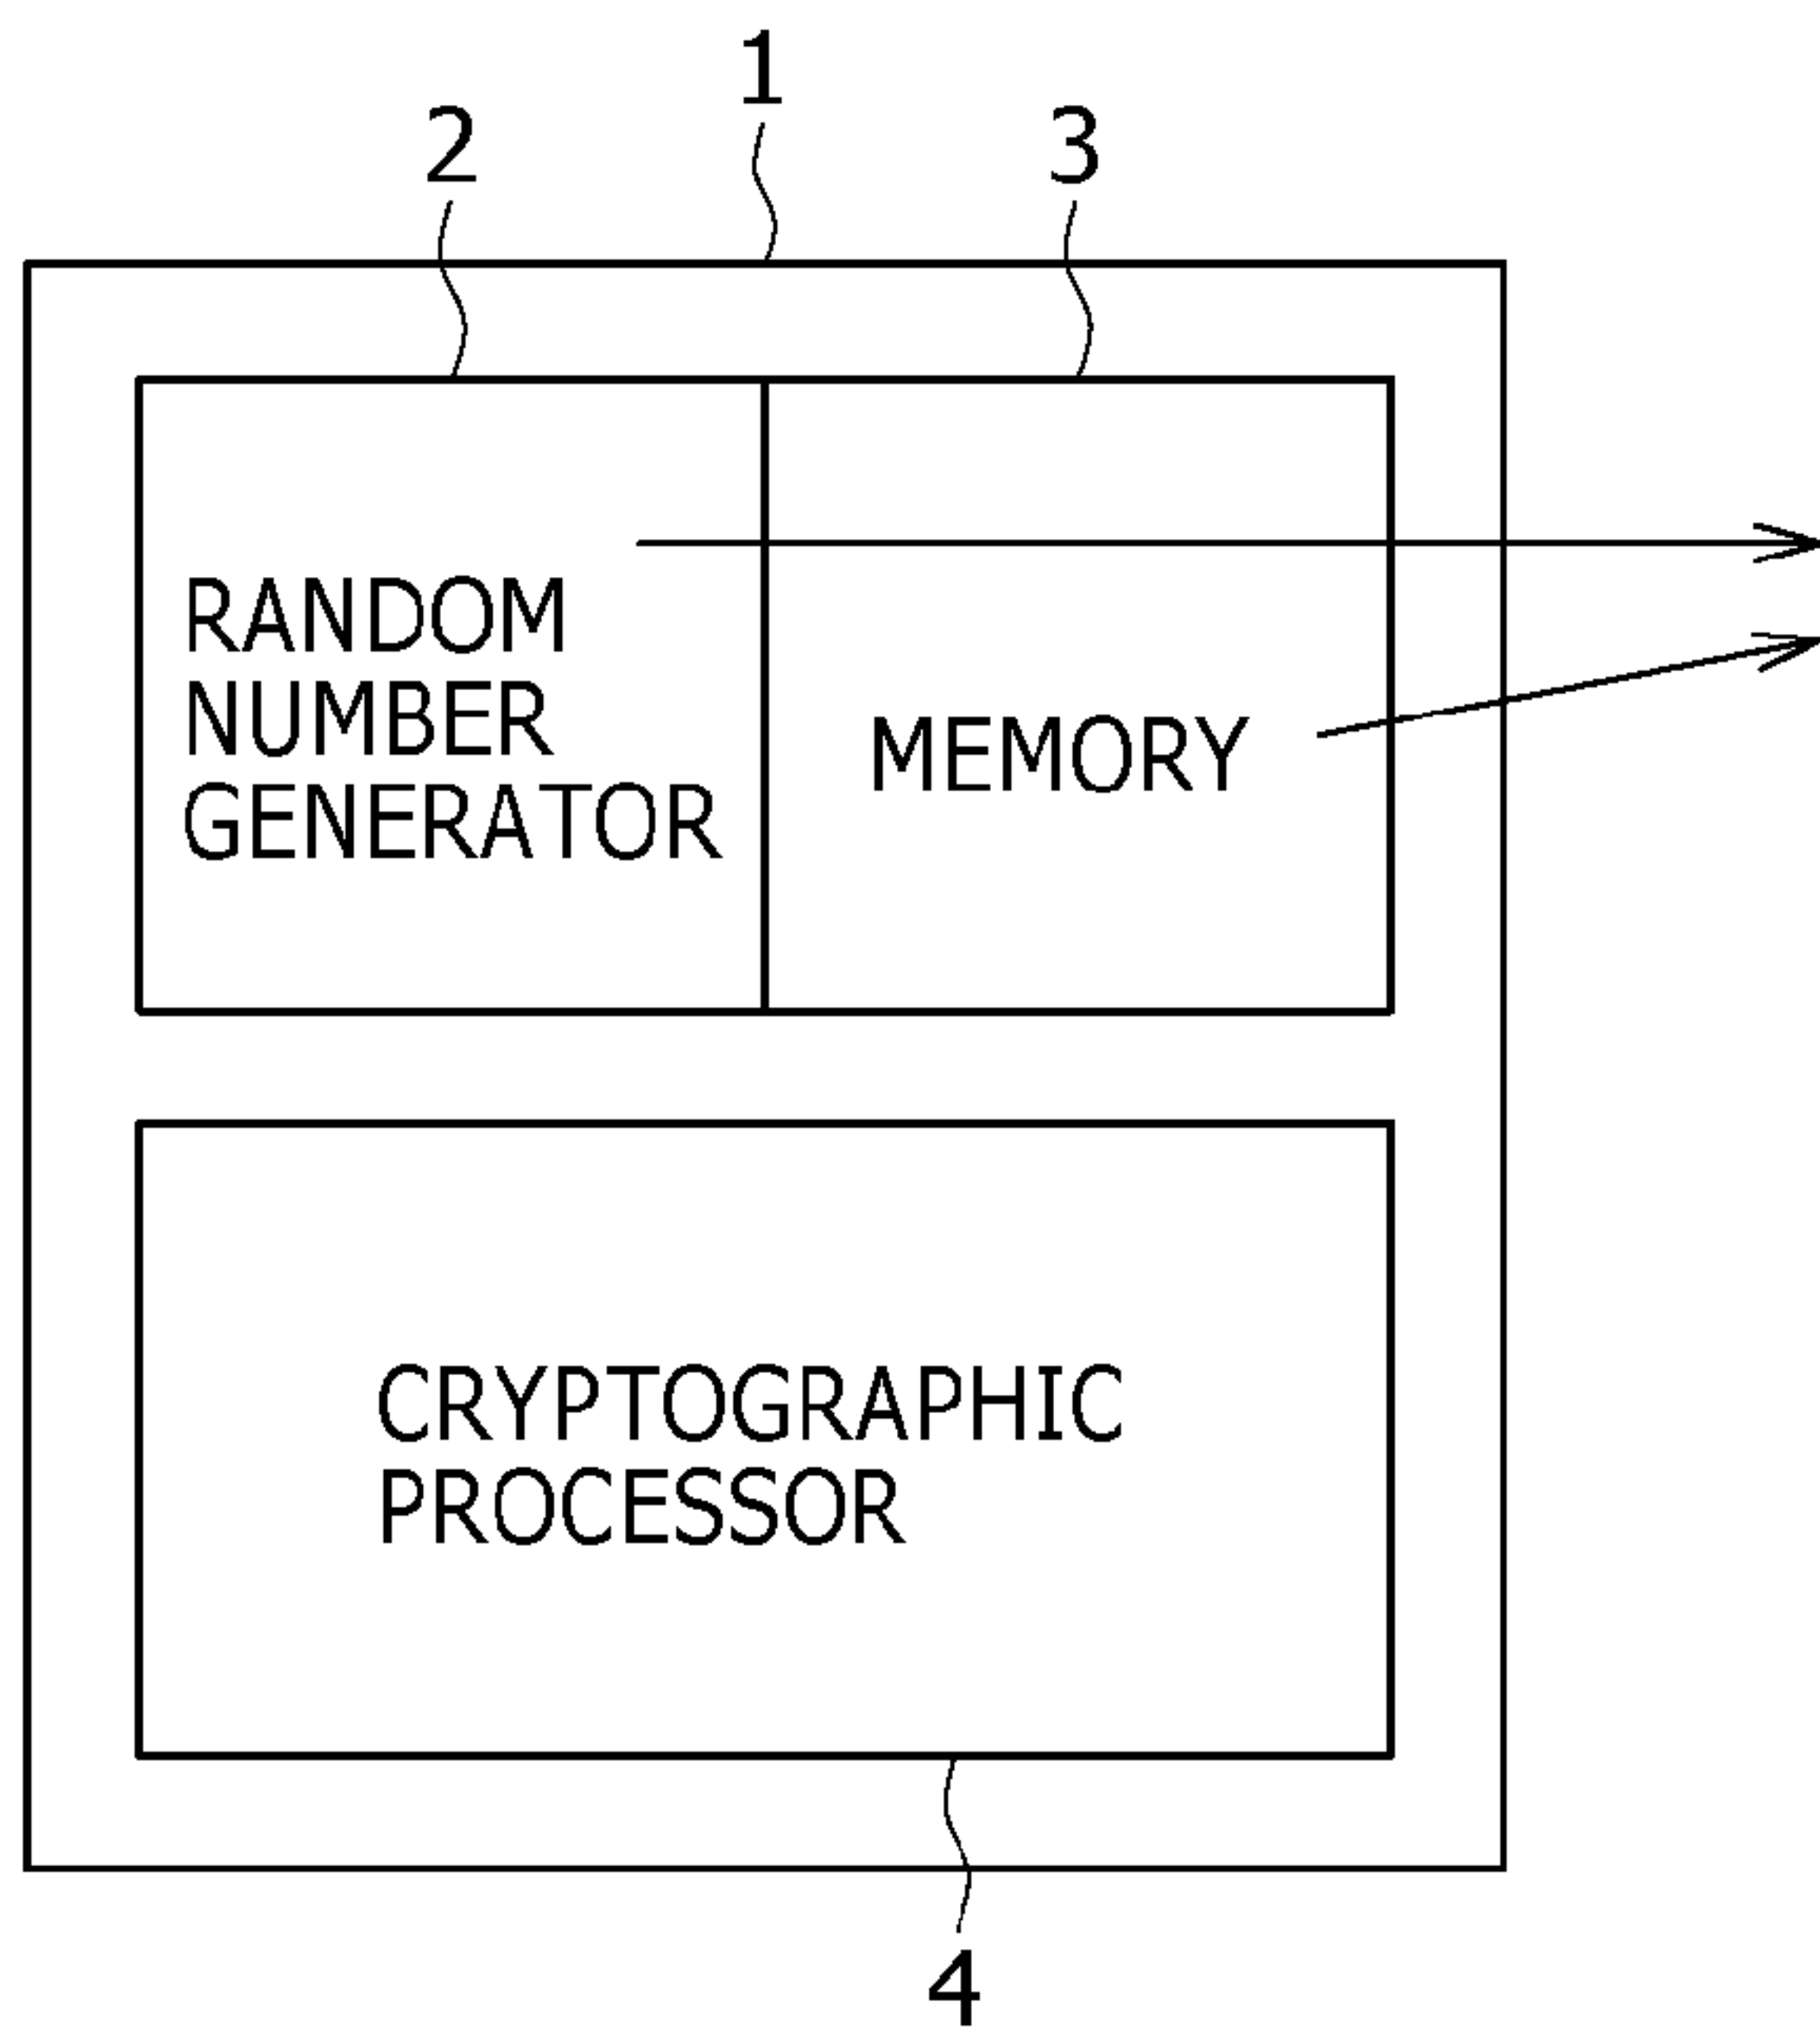 1
2
3
RANDOM
NUMBER
GENERATOR
MEMORY
CRYPTOGRAPHIC
PROCESSOR
4